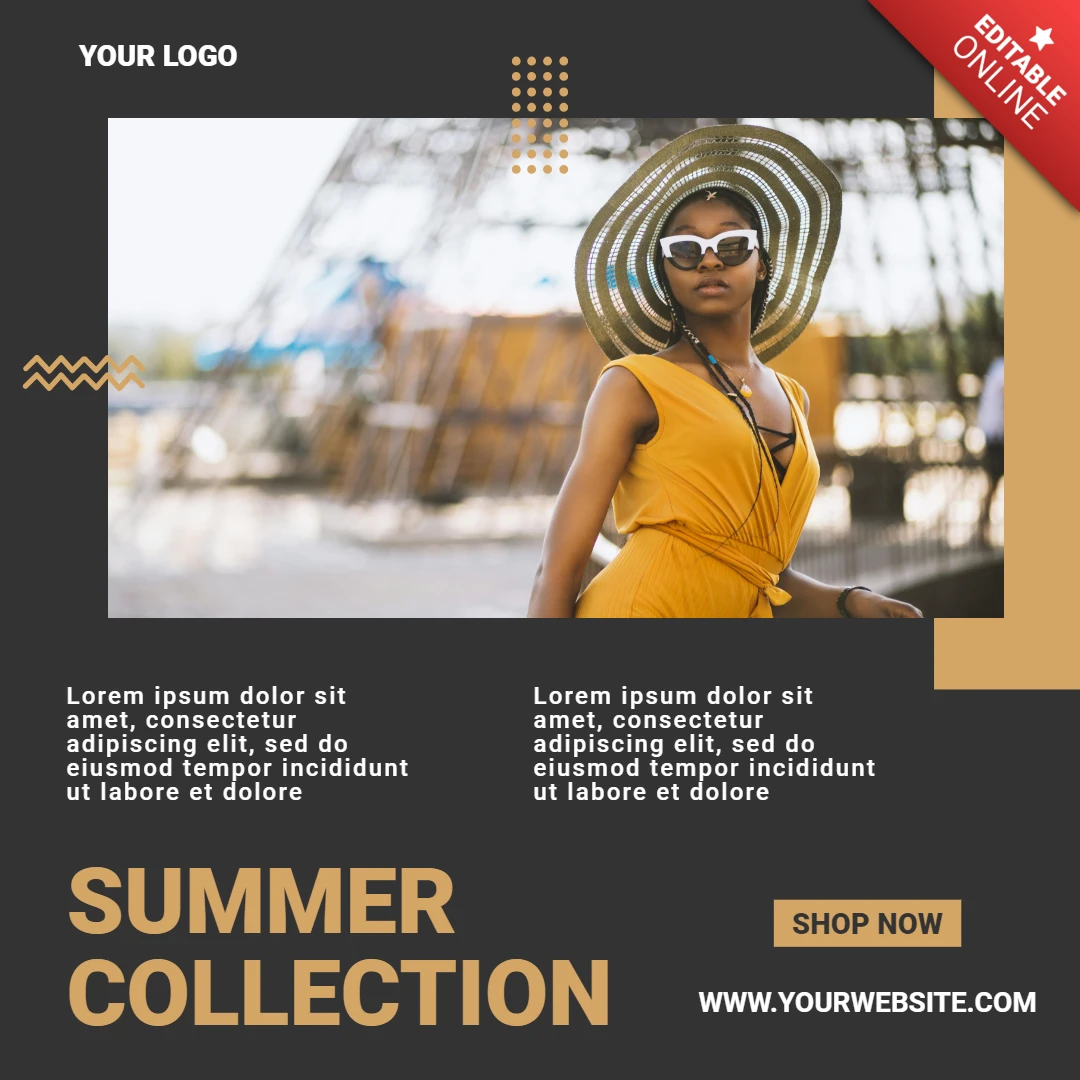 YOUR LOGO
EDITABLE
ONLINE
Lorem ipsum dolor sit
amet, consectetur
adipiscing elit, sed do
eiusmod tempor incididunt
ut labore et dolore
Lorem ipsum dolor sit
amet, consectetur
adipiscing elit, sed do
eiusmod tempor incididunt
ut labore et dolore
SUMMER
COLLECTION
SHOP NOW
WWW.YOURWEBSITE.COM